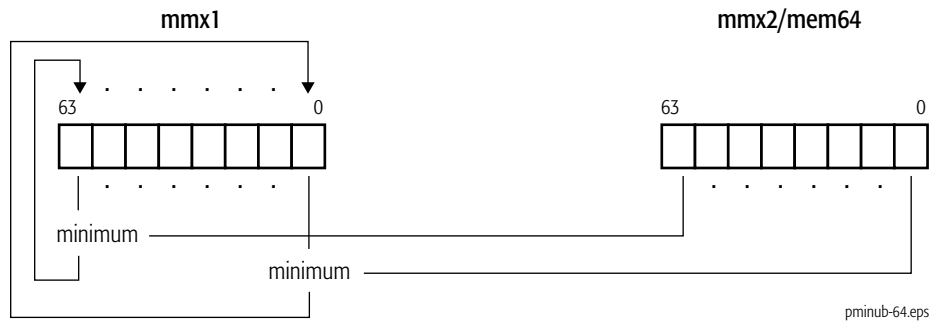 mmx1 mmx2/mem64
. . . . . .
63 0 63 0
. . . . . . . . . . . .
minimum
minimum
pminub-64.eps